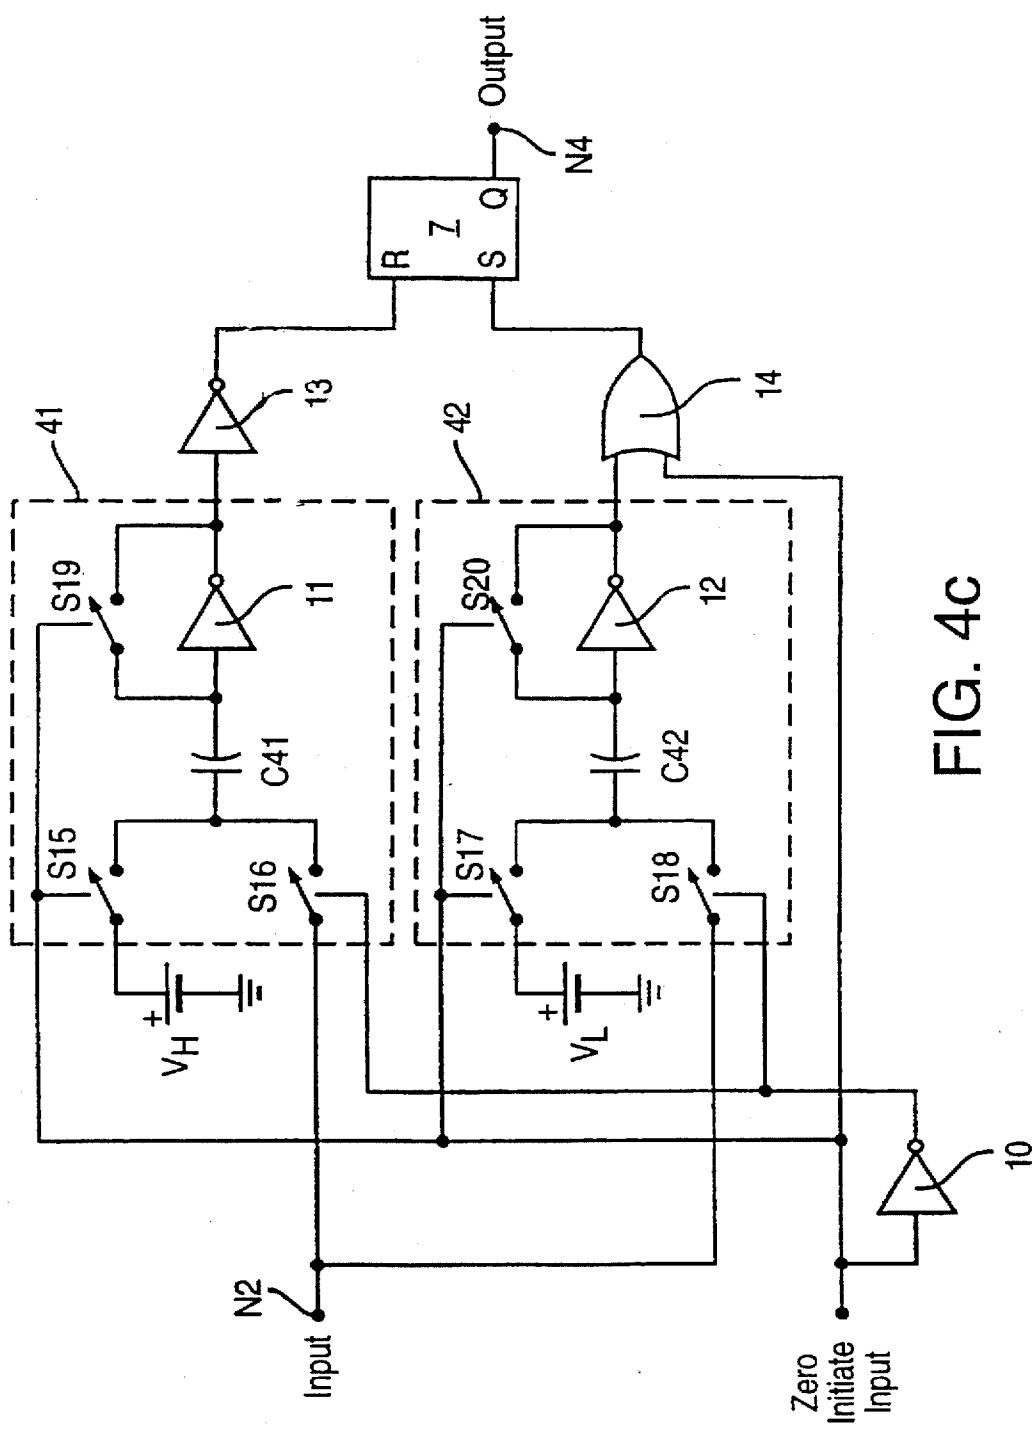 41
S15
S19
VH
+
C41
11
13
S16
N2
Input
R
7
S
Q
Output
N4
42
S17
S20
VL
+
C42
12
14
S18
Zero
Initiate
Input
10
FIG. 4c